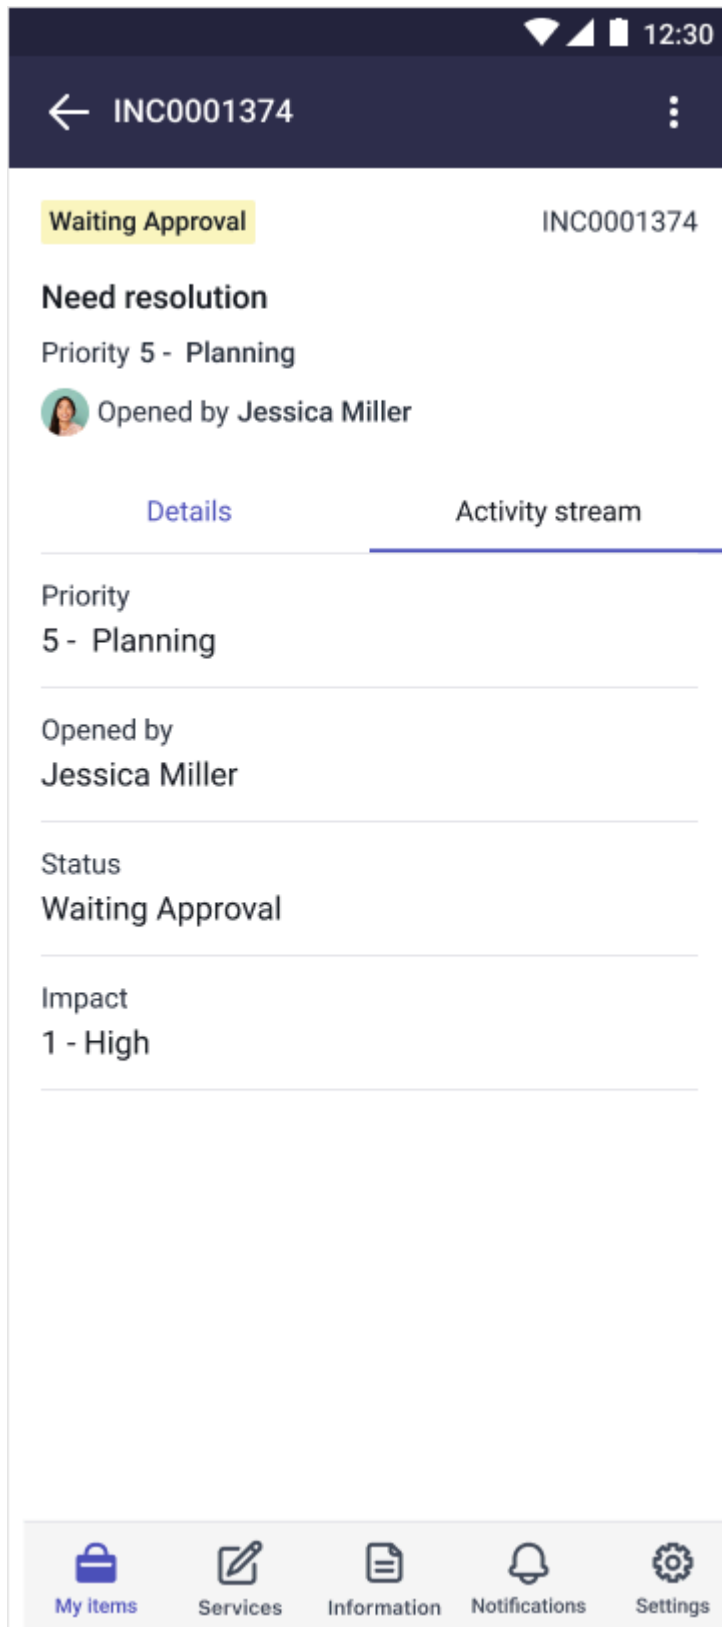 12:30
INC0001374
Waiting Approval INC0001374
Need resolution
Priority 5 - Planning
Opened by Jessica Miller
Details Activity stream
Priority
5 - Planning
Opened by
Jessica Miller
Status
Waiting Approval
Impact
1 - High
My items Services Information Notifications Settings